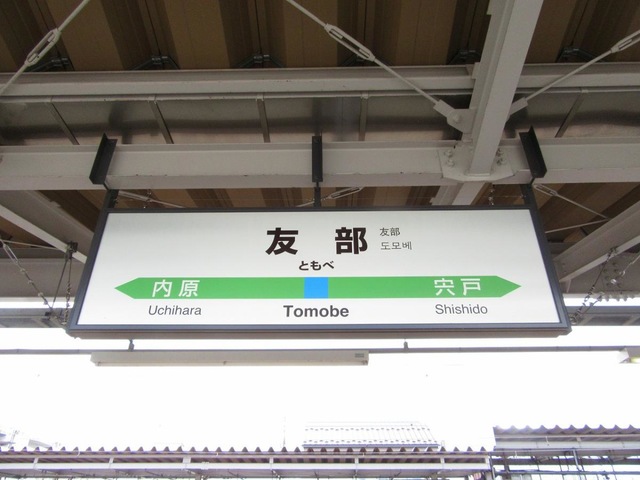 友部
友部
도모베
ともべ
内原
宍戸
Uchihara
Tomobe
Shishido